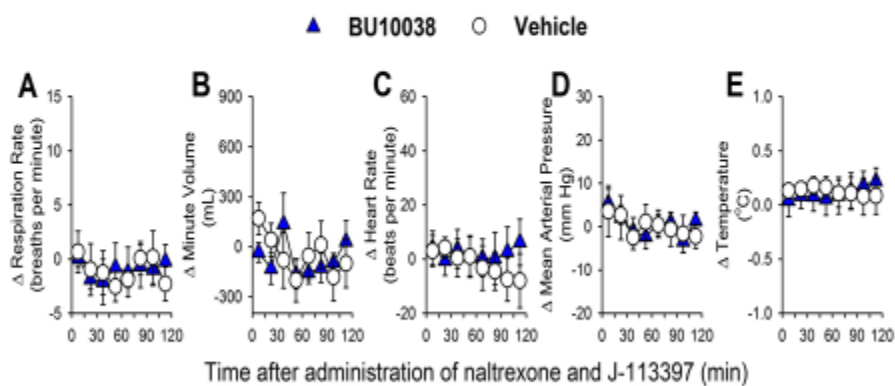 BU10038 Vehicle
A B C D E
Δ Respiration Rate
(breaths per minute)
15
10
5
0
-5
0 30 60 90 120
Δ Minute Volume
(mL)
900
600
300
0
-300
0 30 60 90 120
Δ Heart Rate
(beats per minute)
60
40
20
0
-20
0 30 60 90 120
Δ Mean Arterial Pressure
(mm Hg)
30
20
10
0
-10
-20
0 30 60 90 120
Δ Temperature
(°C)
1.0
0.5
0.0
-0.5
-1.0
0 30 60 90 120
Time after administration of naltrexone and J-113397 (min)